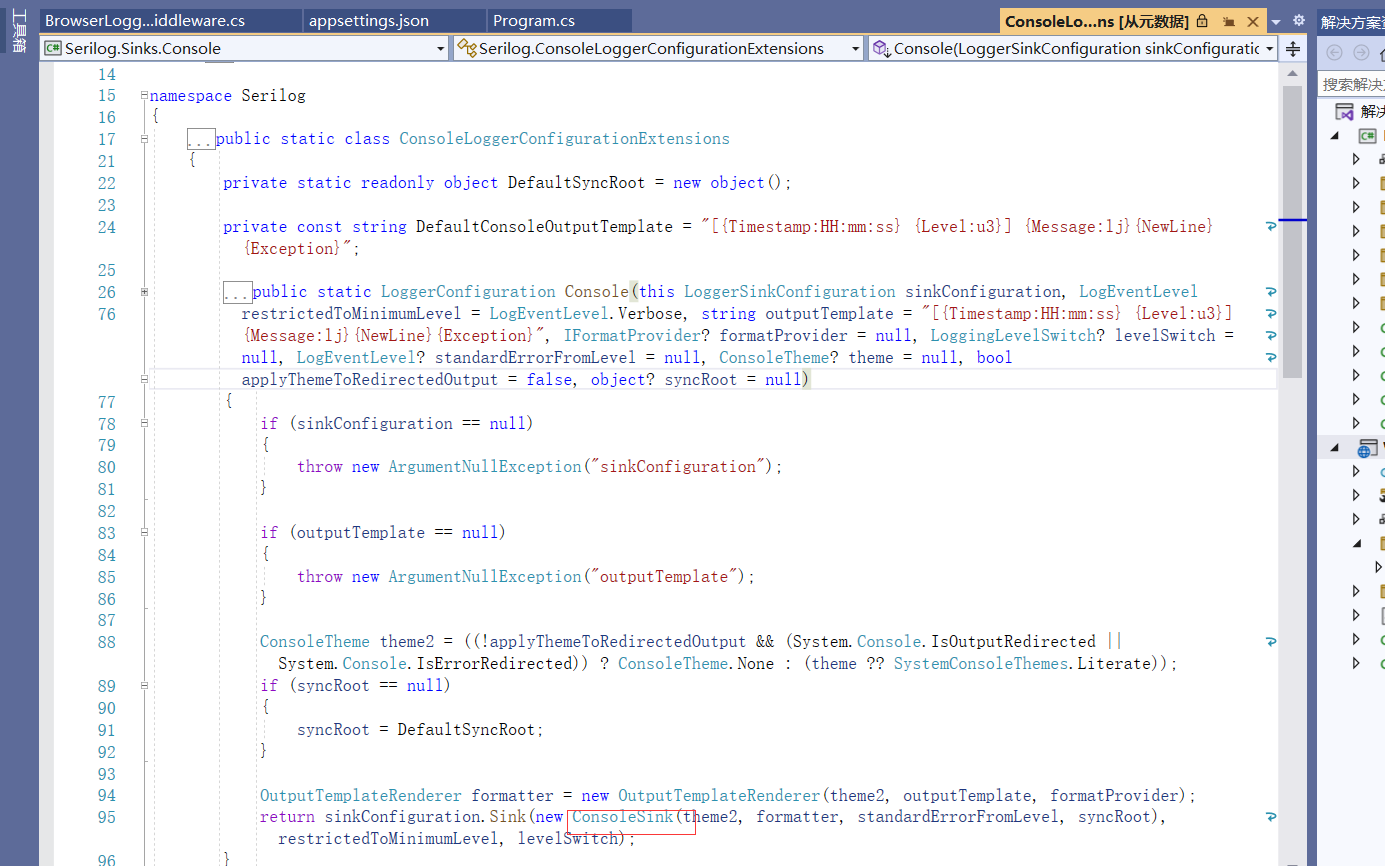 工具箱
BrowserLogg...iddleware.cs
appsettings.json
Program.cs
ConsoleLo...ns [从元数据]
解决方案资
Serilog.Sinks.Console
Serilog.ConsoleLoggerConfigurationExtensions
Console(LoggerSinkConfiguration sinkConfiguratic
搜索解决
解决
14
15 namespace Serilog
16 {
17 ...public static class ConsoleLoggerConfigurationExtensions
21 {
22 private static readonly object DefaultSyncRoot = new object();
23
24 private const string DefaultConsoleOutputTemplate = "[{Timestamp:HH:mm:ss} {Level:u3}] {Message:lj}{NewLine}
{Exception}";
25
26 ...public static LoggerConfiguration Console(this LoggerSinkConfiguration sinkConfiguration, LogEventLevel
76 restrictedToMinimumLevel = LogEventLevel.Verbose, string outputTemplate = "[{Timestamp:HH:mm:ss} {Level:u3}]
{Message:lj}{NewLine}{Exception}", IFormatProvider? formatProvider = null, LoggingLevelSwitch? levelSwitch =
null, LogEventLevel? standardErrorFromLevel = null, ConsoleTheme? theme = null, bool
applyThemeToRedirectedOutput = false, object? syncRoot = null)
77 {
78 if (sinkConfiguration == null)
79 {
80 throw new ArgumentNullException("sinkConfiguration");
81 }
82
83 if (outputTemplate == null)
84 {
85 throw new ArgumentNullException("outputTemplate");
86 }
87
88 ConsoleTheme theme2 = ((!applyThemeToRedirectedOutput && (System.Console.IsOutputRedirected ||
System.Console.IsErrorRedirected)) ? ConsoleTheme.None : (theme ?? SystemConsoleThemes.Literate));
89 if (syncRoot == null)
90 {
91 syncRoot = DefaultSyncRoot;
92 }
93
94 OutputTemplateRenderer formatter = new OutputTemplateRenderer(theme2, outputTemplate, formatProvider);
95 return sinkConfiguration.Sink(new ConsoleSink(theme2, formatter, standardErrorFromLevel, syncRoot),
restrictedToMinimumLevel, levelSwitch);
96 }